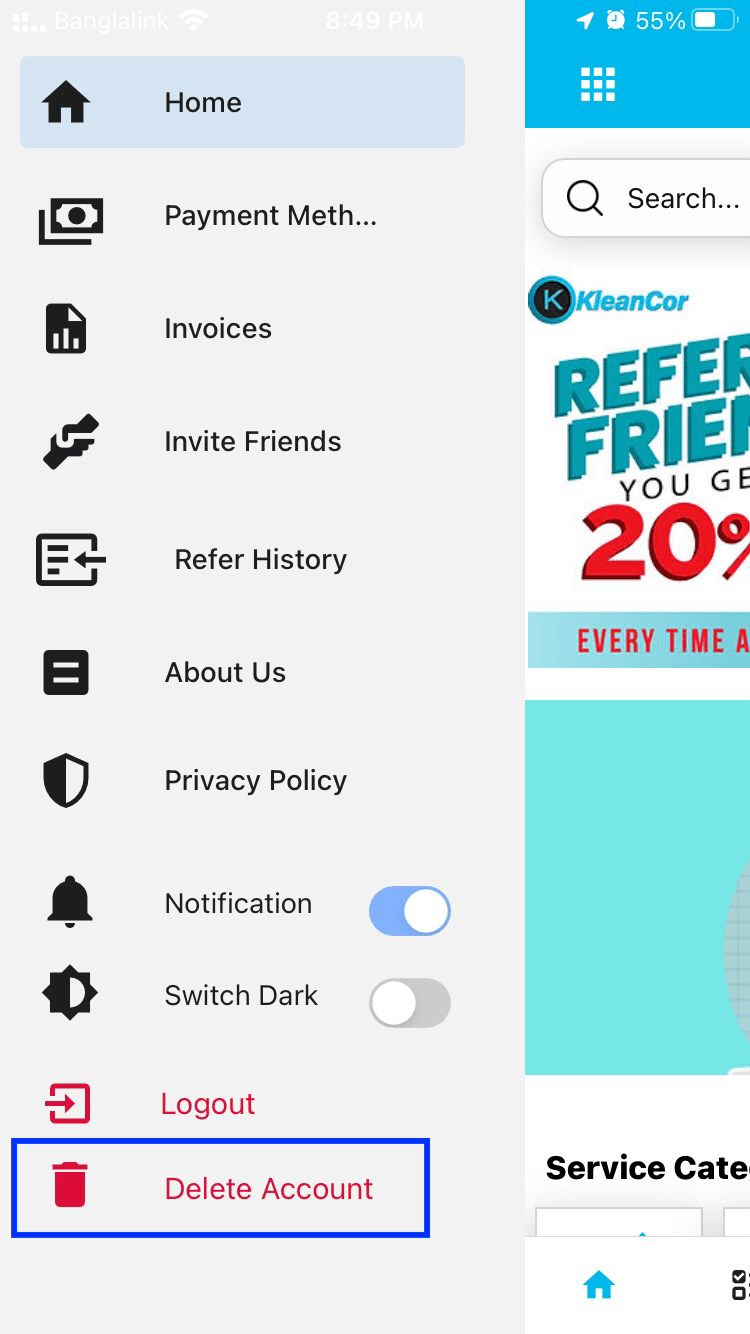 Banglalink 8:49 PM 55%
Home
Payment Meth...
Invoices
Invite Friends
Refer History
About Us
Privacy Policy
Notification
Switch Dark
Logout
Delete Account
Search...
K KleanCor
REFER
FRIEN
YOU GE
20%
EVERY TIME A
Service Cate